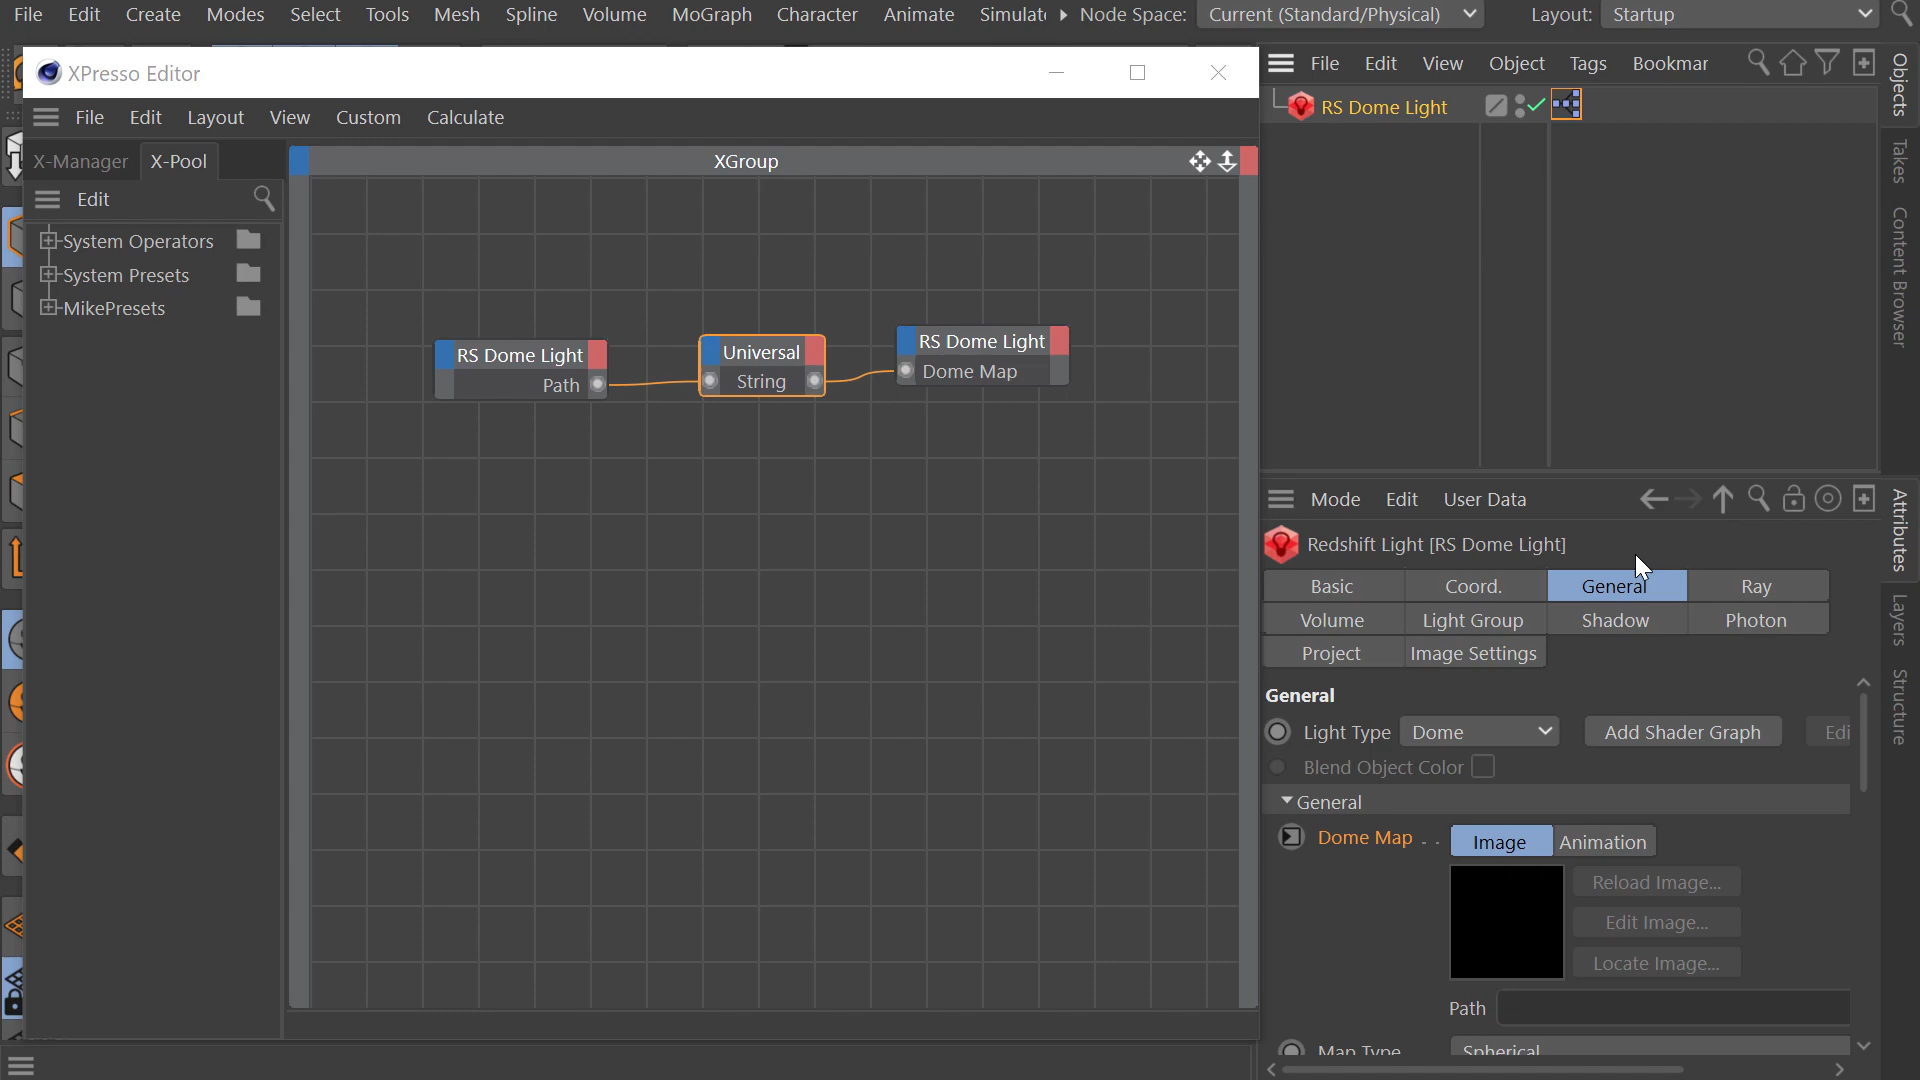 File Edit Create Modes Select Tools Mesh Spline Volume MoGraph Character Animate Simulat Node Space: Current (Standard/Physical) Layout: Startup
XPresso Editor
File Edit Layout View Custom Calculate
X-Manager X-Pool
Edit
System Operators
System Presets
MikePresets
XGroup
RS Dome Light
Path
Universal
String
RS Dome Light
Dome Map
File Edit View Object Tags Bookmar
RS Dome Light
Objects
Takes
Content Browser
Mode Edit User Data
Redshift Light [RS Dome Light]
Basic Coord. General Ray
Volume Light Group Shadow Photon
Project Image Settings
General
Light Type Dome Add Shader Graph Edi
Blend Object Color
General
Dome Map Image Animation
Reload Image...
Edit Image...
Locate Image...
Path
Map Type Spherical
Attributes
Layers
Structure